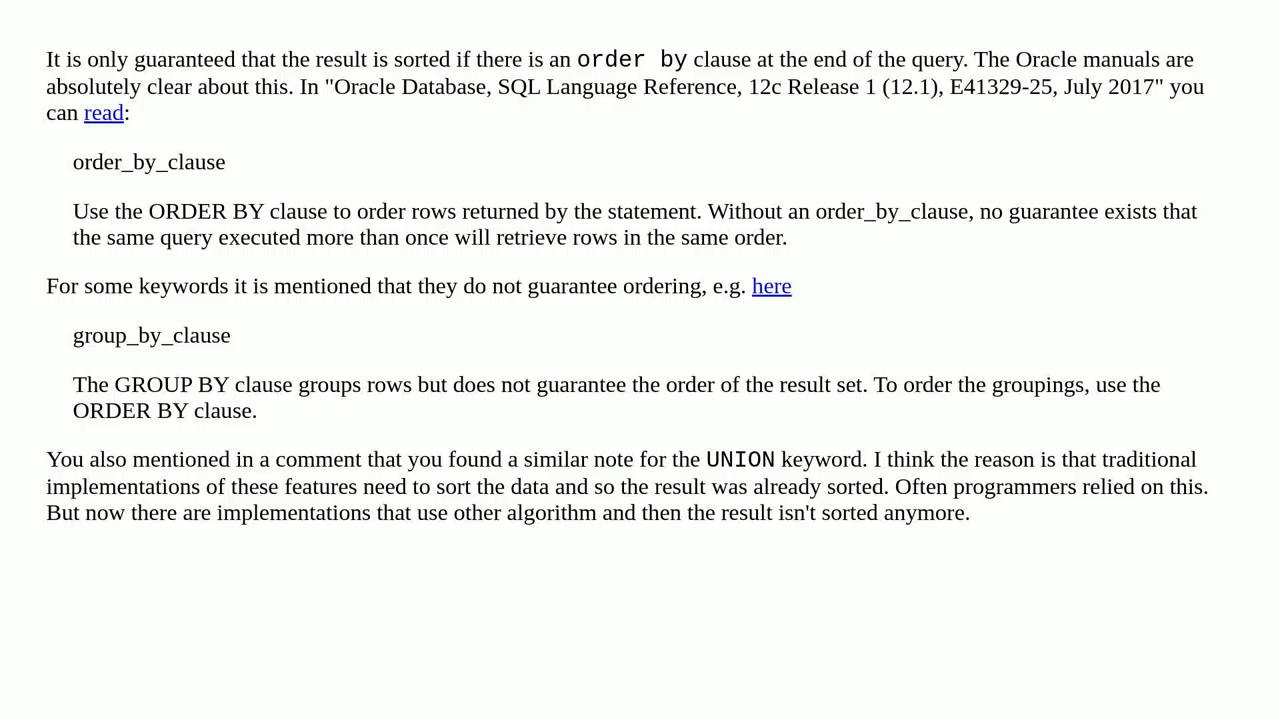 It is only guaranteed that the result is sorted if there is an order by clause at the end of the query. The Oracle manuals are
absolutely clear about this. In "Oracle Database, SQL Language Reference, 12c Release 1 (12.1), E41329-25, July 2017" you
can read:
order_by_clause
Use the ORDER BY clause to order rows returned by the statement. Without an order_by_clause, no guarantee exists that
the same query executed more than once will retrieve rows in the same order.
For some keywords it is mentioned that they do not guarantee ordering, e.g. here
group_by_clause
The GROUP BY clause groups rows but does not guarantee the order of the result set. To order the groupings, use the
ORDER BY clause.
You also mentioned in a comment that you found a similar note for the UNION keyword. I think the reason is that traditional
implementations of these features need to sort the data and so the result was already sorted. Often programmers relied on this.
But now there are implementations that use other algorithm and then the result isn't sorted anymore.